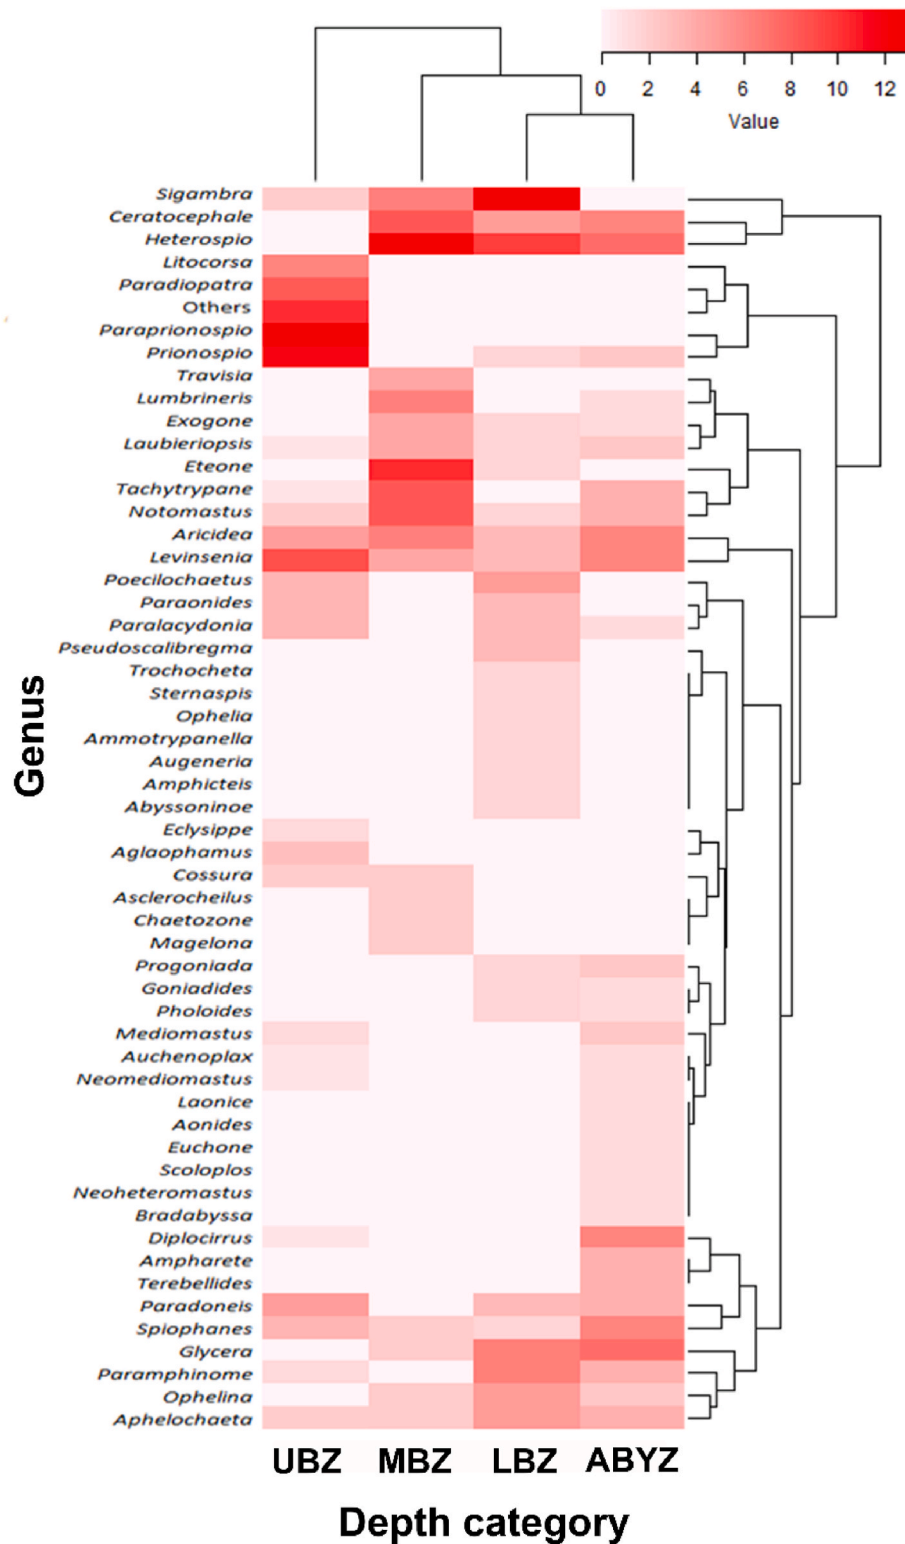 0 2 4 6 8 10 12
Value
Sigambra
Ceratocephale
Heterospio
Litocorsa
Paradiopatra
Others
Paraprionospio
Prionospio
Travisia
Lumbrineris
Exogone
Laubieriopsis
Eteone
Tachytrypane
Notomastus
Aricidea
Levinsenia
Poecilochaetus
Paraonides
Paralacydonia
Pseudoscalibregma
Trochocheta
Sternaspis
Ophelia
Ammotrypanella
Augeneria
Amphicteis
Abyssoninoe
Eclysippe
Aglaophamus
Cossura
Asclerocheilus
Chaetozone
Magelona
Progoniada
Goniadides
Pholoides
Mediomastus
Auchenoplax
Neomediomastus
Laonice
Aonides
Euchone
Scoloplos
Neoheteromastus
Bradabyssa
Diplocirrus
Ampharete
Terebellides
Paradoneis
Spiophanes
Glycera
Paramphinome
Ophelina
Aphelochaeta
Genus
UBZ MBZ LBZ ABYZ
Depth category